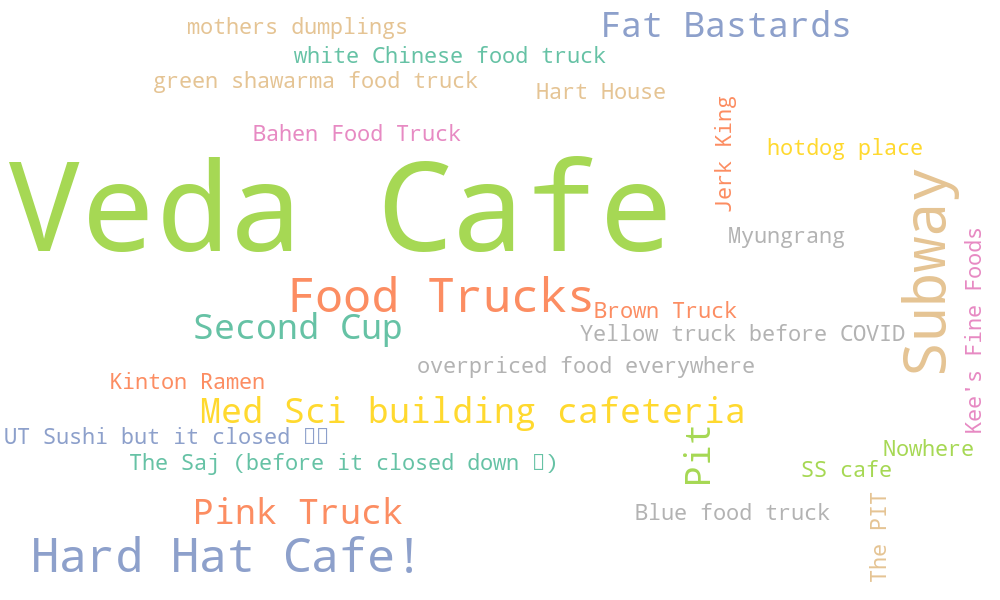 mothers dumplings
Fat Bastards
white Chinese food truck
green shawarma food truck
Hart House
Bahen Food Truck
Jerk King
hotdog place
Veda Cafe
Subway
Myungrang
Kee's Fine Foods
Food Trucks
Brown Truck
Second Cup
Yellow truck before COVID
overpriced food everywhere
Kinton Ramen
Med Sci building cafeteria
UT Sushi but it closed 
Pit
Nowhere
The Saj (before it closed down )
SS cafe
Pink Truck
Blue food truck
The PIT
Hard Hat Cafe!